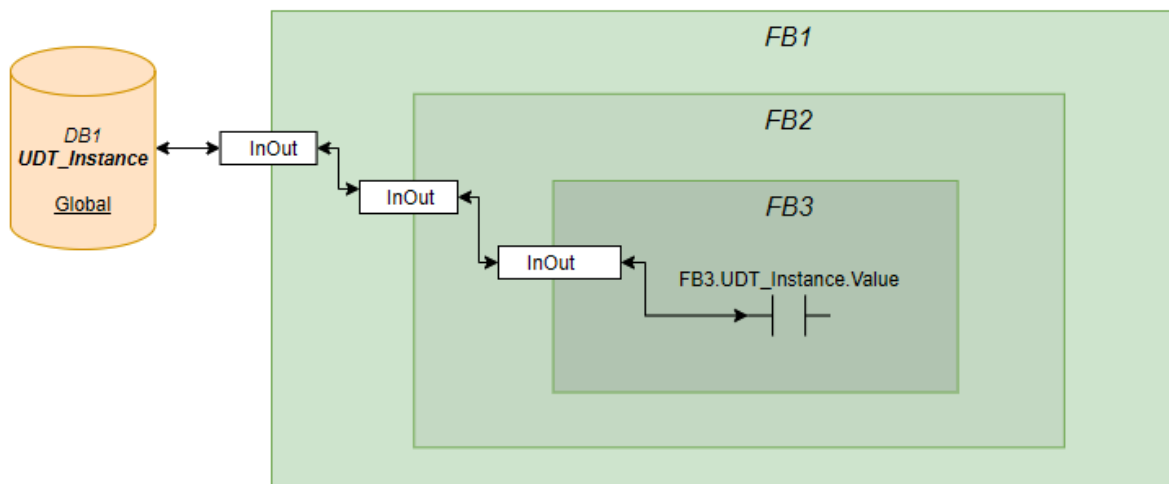 FB1
FB2
DB1
UDT_Instance
InOut
Global
InOut
FB3
InOut
FB3.UDT_Instance.Value